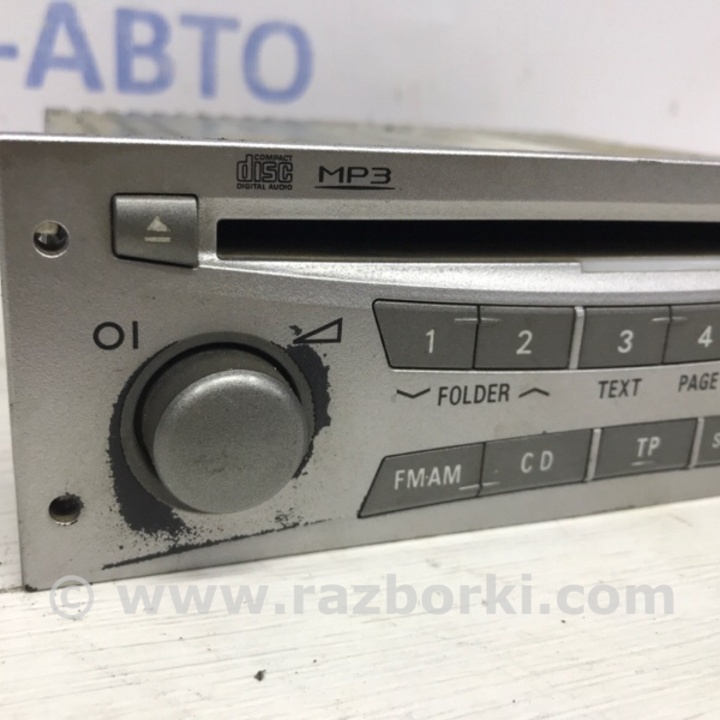 -АВТО
COMPACT
disc
DIGITAL AUDIO
MP3
OI
1 2 3 4
FOLDER TEXT PAGE
FM·AM CD TP S
© www.razborki.com